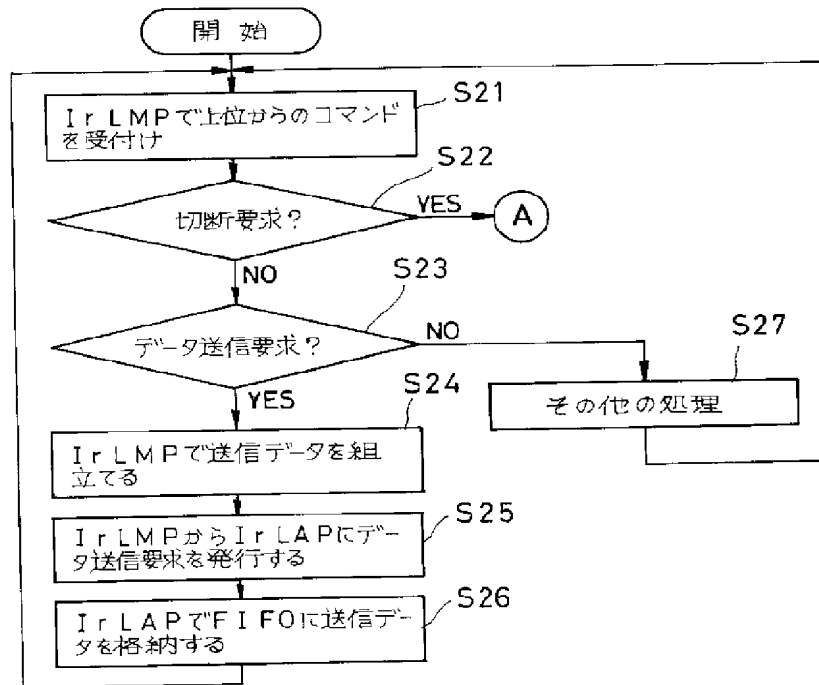 開始
IrLMPで上位からのコマンド
を受付け
S21
S22
切断要求?
YES
A
NO
S23
データ送信要求?
NO
S27
その他の処理
YES
S24
IrLMPで送信データを組
立てる
IrLMPからIrLAPにデー
タ送信要求を発行する
S25
IrLAPでFIFOに送信デー
タを格納する
S26